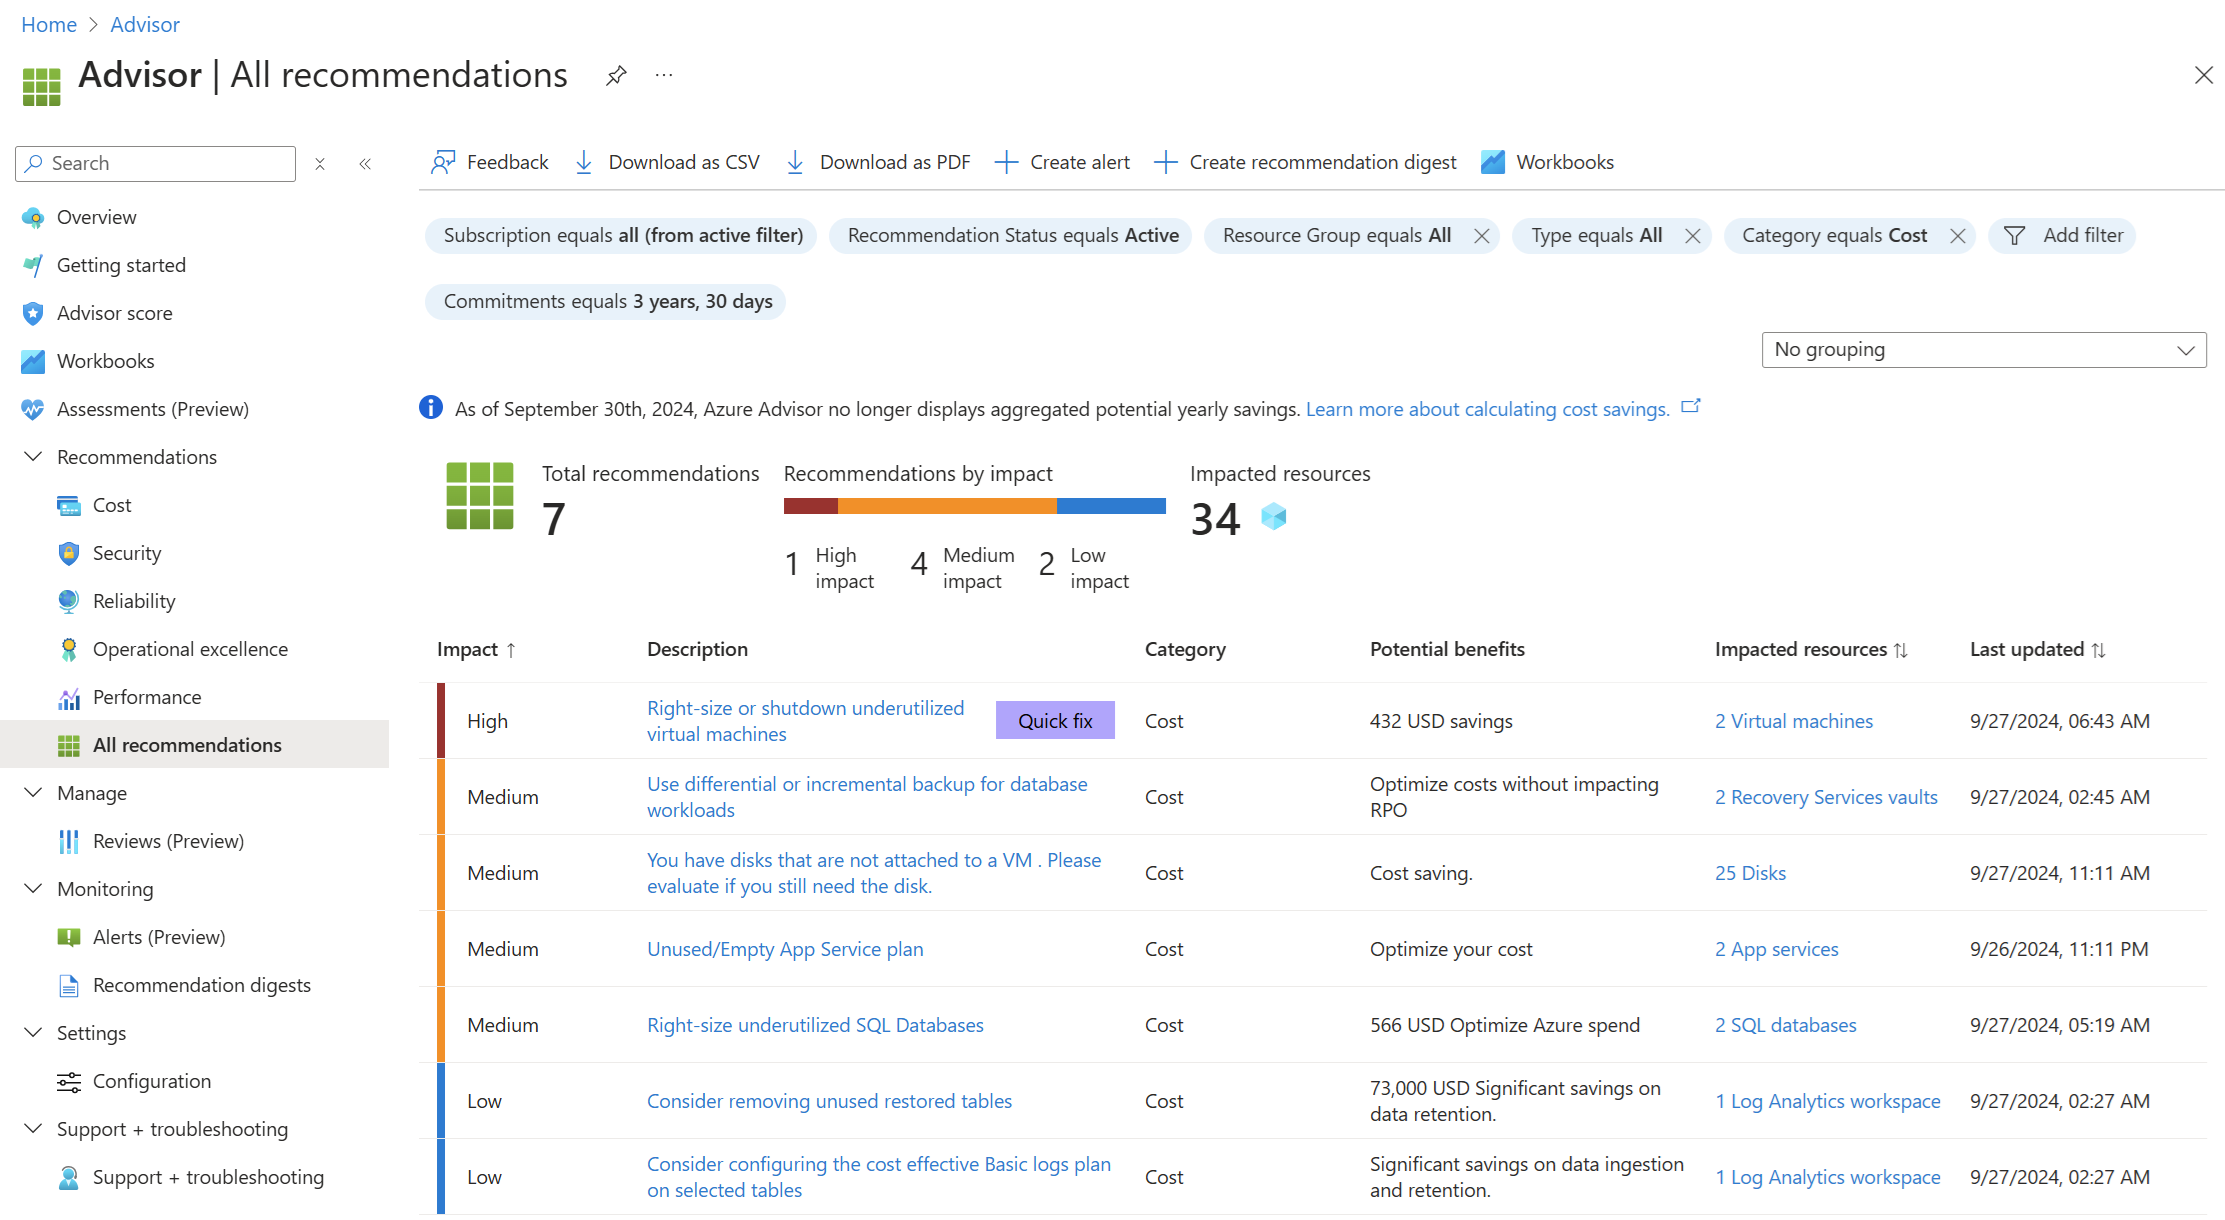 Home > Advisor
Advisor | All recommendations ...
Search
Overview
Getting started
Advisor score
Workbooks
Assessments (Preview)
Recommendations
Cost
Security
Reliability
Operational excellence
Performance
All recommendations
Manage
Reviews (Preview)
Monitoring
Alerts (Preview)
Recommendation digests
Settings
Configuration
Support + troubleshooting
Support + troubleshooting
Feedback Download as CSV Download as PDF Create alert Create recommendation digest Workbooks
Subscription equals all (from active filter) Recommendation Status equals Active Resource Group equals All Type equals All Category equals Cost Add filter
Commitments equals 3 years, 30 days
No grouping
As of September 30th, 2024, Azure Advisor no longer displays aggregated potential yearly savings. Learn more about calculating cost savings.
Total recommendations Recommendations by impact Impacted resources
7 34
1 High impact 4 Medium impact 2 Low impact
Impact ↑ Description Category Potential benefits Impacted resources ↑↓ Last updated ↑↓
High Right-size or shutdown underutilized virtual machines Quick fix Cost 432 USD savings 2 Virtual machines 9/27/2024, 06:43 AM
Medium Use differential or incremental backup for database workloads Cost Optimize costs without impacting RPO 2 Recovery Services vaults 9/27/2024, 02:45 AM
Medium You have disks that are not attached to a VM . Please evaluate if you still need the disk. Cost Cost saving. 25 Disks 9/27/2024, 11:11 AM
Medium Unused/Empty App Service plan Cost Optimize your cost 2 App services 9/26/2024, 11:11 PM
Medium Right-size underutilized SQL Databases Cost 566 USD Optimize Azure spend 2 SQL databases 9/27/2024, 05:19 AM
Low Consider removing unused restored tables Cost 73,000 USD Significant savings on data retention. 1 Log Analytics workspace 9/27/2024, 02:27 AM
Low Consider configuring the cost effective Basic logs plan on selected tables Cost Significant savings on data ingestion and retention. 1 Log Analytics workspace 9/27/2024, 02:27 AM